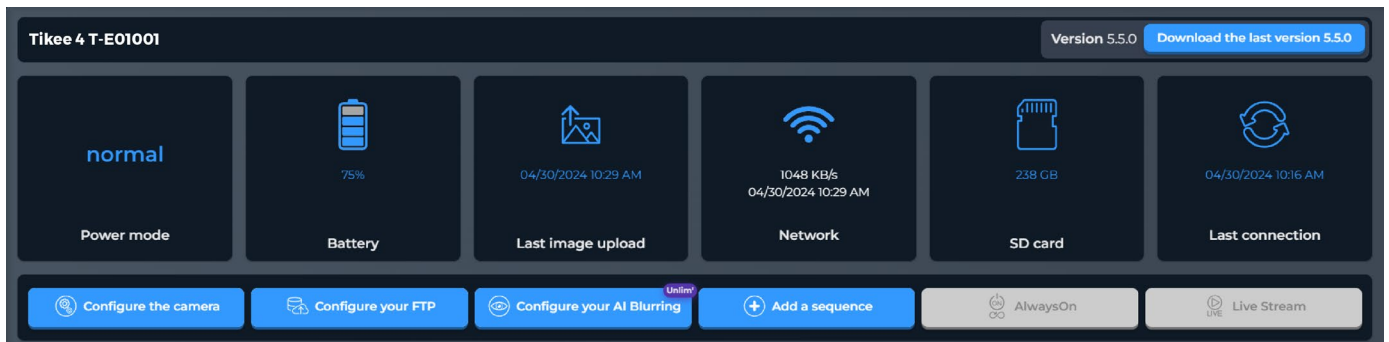 Tikee 4 T-E01001
Version 5.5.0
Download the last version 5.5.0
normal
Power mode
75%
Battery
04/30/2024 10:29 AM
Last image upload
1048 KB/s
04/30/2024 10:29 AM
Network
238 GB
SD card
04/30/2024 10:16 AM
Last connection
Configure the camera
Configure your FTP
Configure your AI Blurring
Unlim'
Add a sequence
ON
AlwaysOn
LIVE
Live Stream